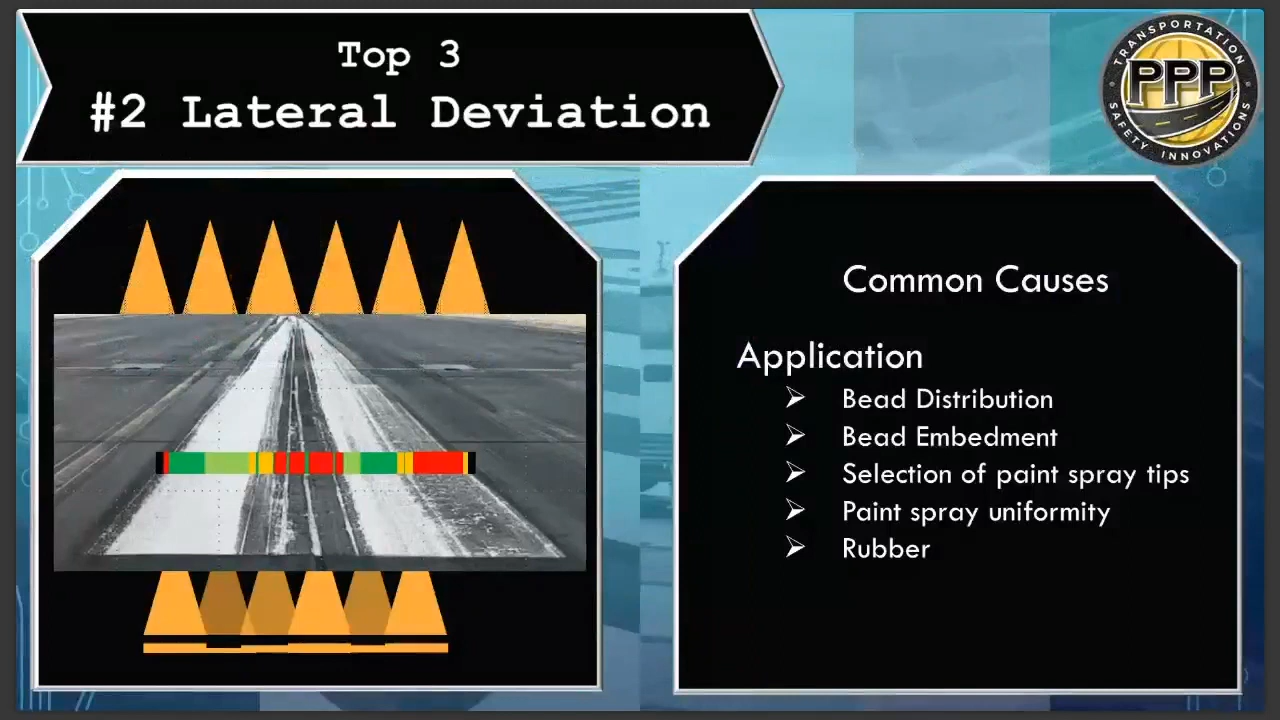 Top 3
#2 Lateral Deviation
TRANSPORTATION
PPP
SAFETY INNOVATIONS
Common Causes
Application
Bead Distribution
Bead Embedment
Selection of paint spray tips
Paint spray uniformity
Rubber